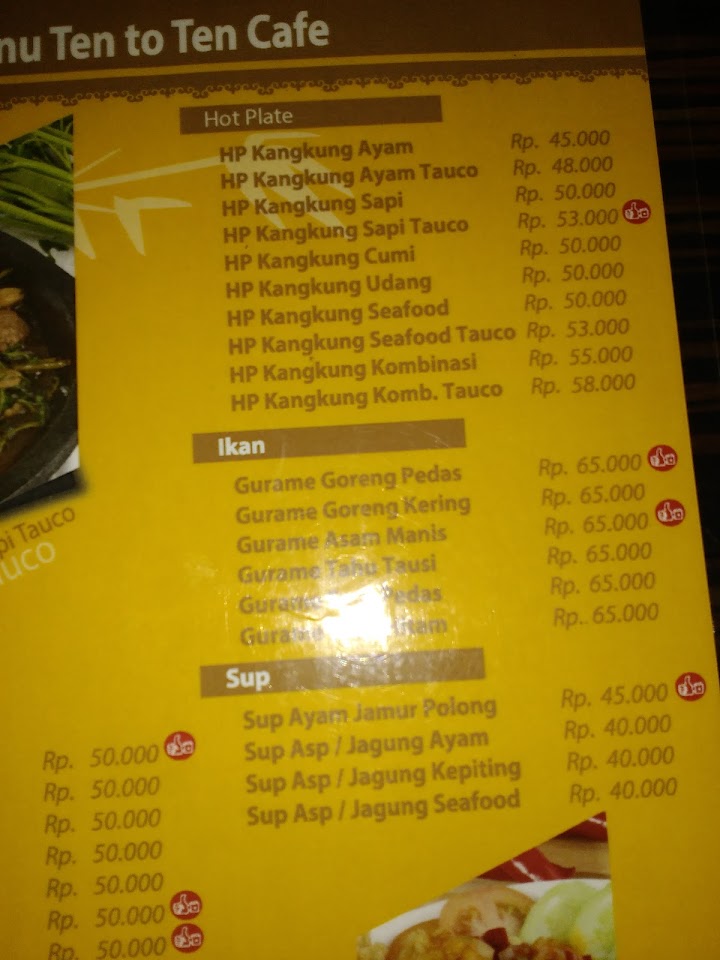 nu Ten to Ten Cafe
Hot Plate
HP Kangkung Ayam Rp. 45.000
HP Kangkung Ayam Tauco Rp. 48.000
HP Kangkung Sapi Rp. 50.000
HP Kangkung Sapi Tauco Rp. 53.000
HP Kangkung Cumi Rp. 50.000
HP Kangkung Udang Rp. 50.000
HP Kangkung Seafood Rp. 50.000
HP Kangkung Seafood Tauco Rp. 53.000
HP Kangkung Kombinasi Rp. 55.000
HP Kangkung Komb. Tauco Rp. 58.000
pi Tauco
auco
Ikan
Gurame Goreng Pedas Rp. 65.000
Gurame Goreng Kering Rp. 65.000
Gurame Asam Manis Rp. 65.000
Gurame Tahu Tausi Rp. 65.000
Gurame Pedas Rp. 65.000
Gurame Rp.. 65.000
Sup
Sup Ayam Jamur Polong Rp. 45.000
Sup Asp / Jagung Ayam Rp. 40.000
Sup Asp / Jagung Kepiting Rp. 40.000
Sup Asp / Jagung Seafood Rp. 40.000
Rp. 50.000
Rp. 50.000
Rp. 50.000
Rp. 50.000
Rp. 50.000
Rp. 50.000
Rp. 50.000